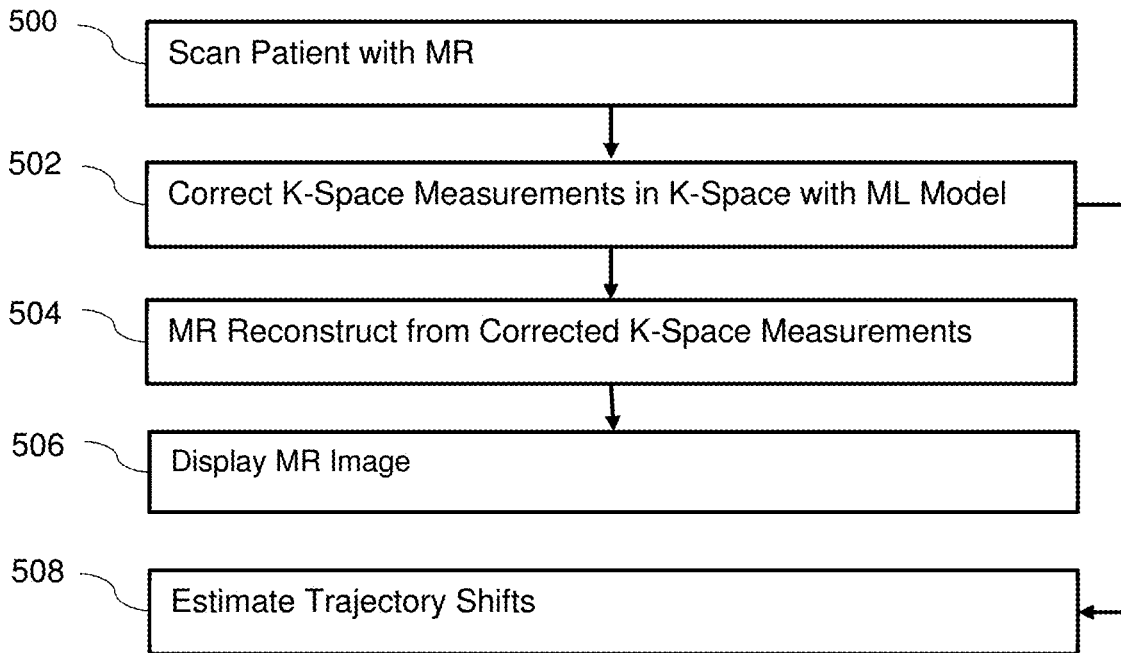 500
Scan Patient with MR
502
Correct K-Space Measurements in K-Space with ML Model
504
MR Reconstruct from Corrected K-Space Measurements
506
Display MR Image
508
Estimate Trajectory Shifts